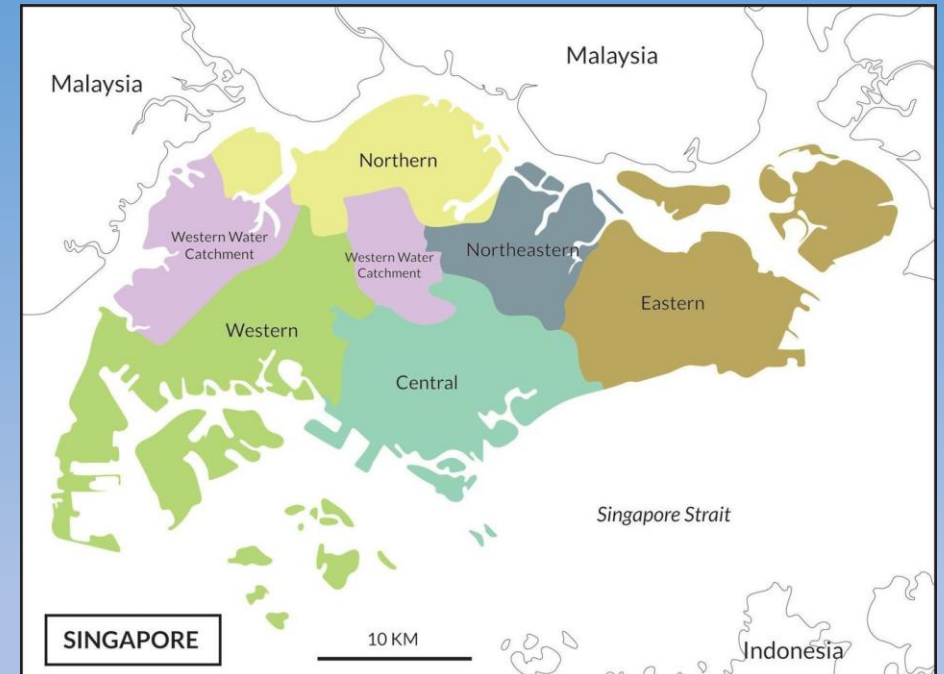 Malaysia
Malaysia
Northern
Western Water
Catchment
Western Water
Catchment
Northeastern
Eastern
Western
Central
Singapore Strait
SINGAPORE
10 KM
Indonesia